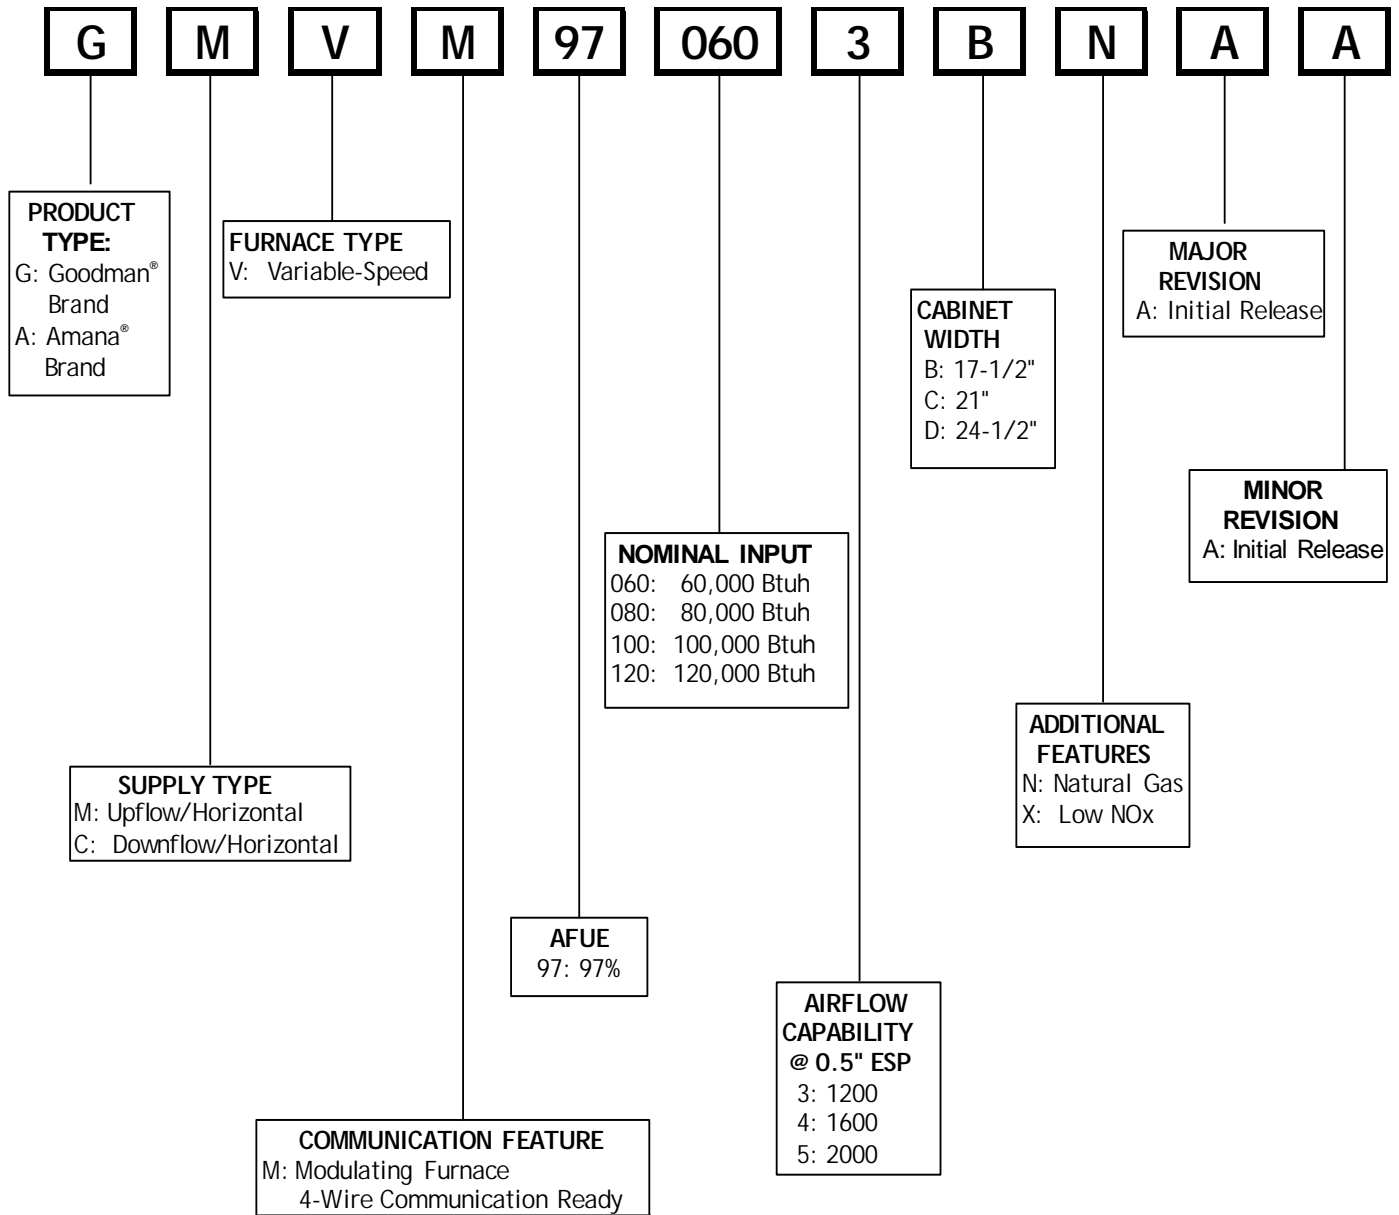 G M V M 97 060 3 B N A A
PRODUCT
TYPE:
G: Goodman®
Brand
A: Amana®
Brand
FURNACE TYPE
V: Variable-Speed
MAJOR
REVISION
A: Initial Release
CABINET
WIDTH
B: 17-1/2"
C: 21"
D: 24-1/2"
MINOR
REVISION
A: Initial Release
NOMINAL INPUT
060: 60,000 Btuh
080: 80,000 Btuh
100: 100,000 Btuh
120: 120,000 Btuh
ADDITIONAL
FEATURES
N: Natural Gas
X: Low NOx
SUPPLY TYPE
M: Upflow/Horizontal
C: Downflow/Horizontal
AFUE
97: 97%
AIRFLOW
CAPABILITY
@ 0.5" ESP
3: 1200
4: 1600
5: 2000
COMMUNICATION FEATURE
M: Modulating Furnace
4-Wire Communication Ready